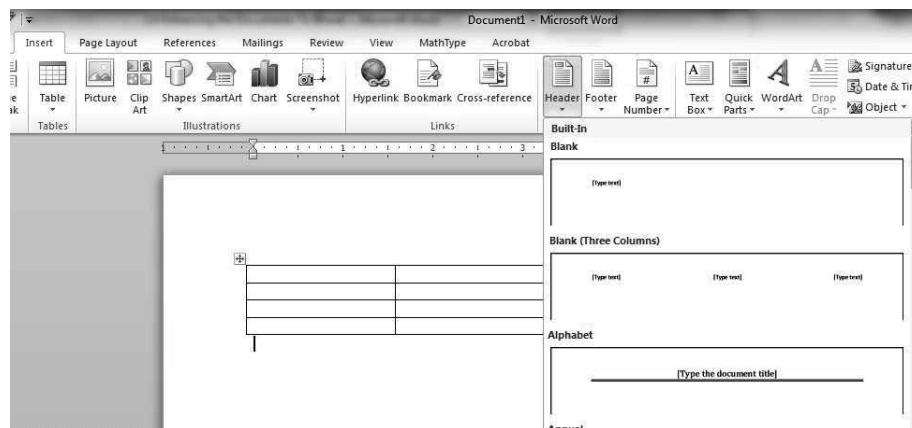 Document1 - Microsoft Word
Insert Page Layout References Mailings Review View MathType Acrobat
Table Picture Clip Art Shapes SmartArt Chart Screenshot Hyperlink Bookmark Cross-reference Header Footer Page Number Text Box Quick Parts WordArt Drop Cap
Signature
Date & Ti
Object
Tables Illustrations Links
Built-In
Blank
1 2 3
[Type text]
Blank (Three Columns)
[Type text] [Type text] [Type text]
Alphabet
[Type the document title]